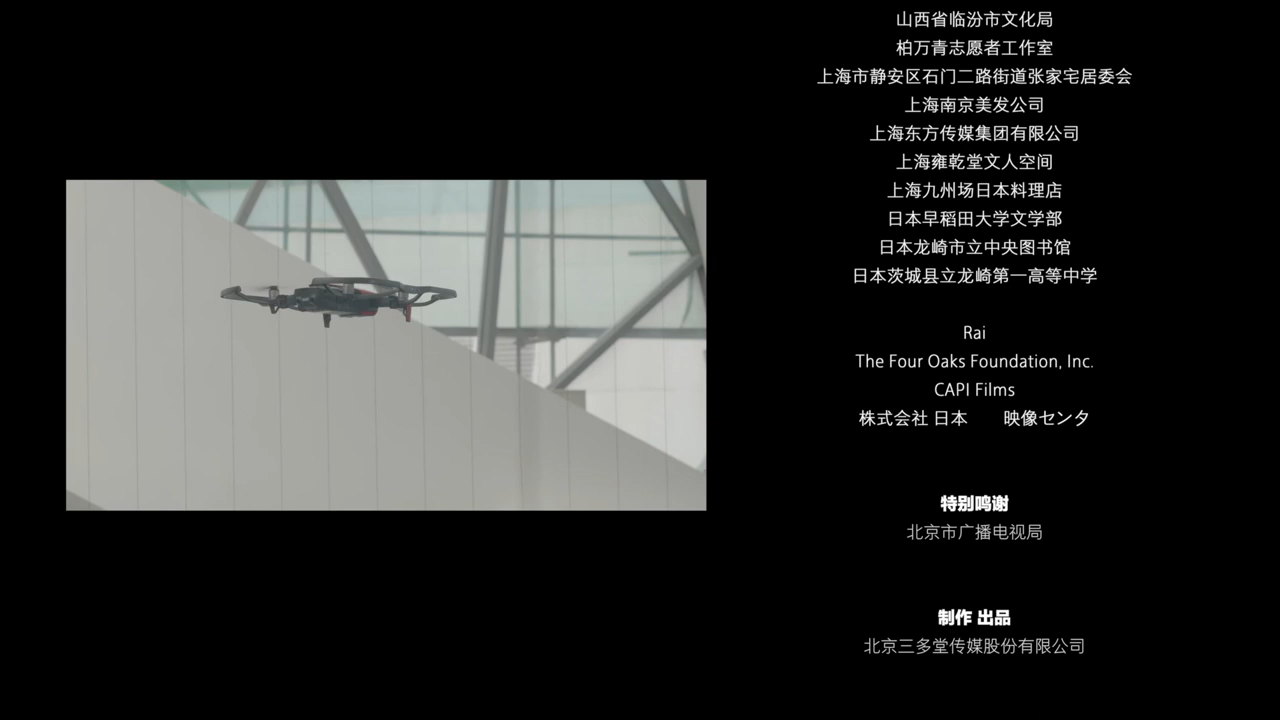 山西省临汾市文化局
柏万青志愿者工作室
上海市静安区石门二路街道张家宅居委会
上海南京美发公司
上海东方传媒集团有限公司
上海雍乾堂文人空间
上海九州场日本料理店
日本早稻田大学文学部
日本龙崎市立中央图书馆
日本茨城县立龙崎第一高等中学
Rai
The Four Oaks Foundation, Inc.
CAPI Films
株式会社 日本 映像センタ
特别鸣谢
北京市广播电视局
制作 出品
北京三多堂传媒股份有限公司